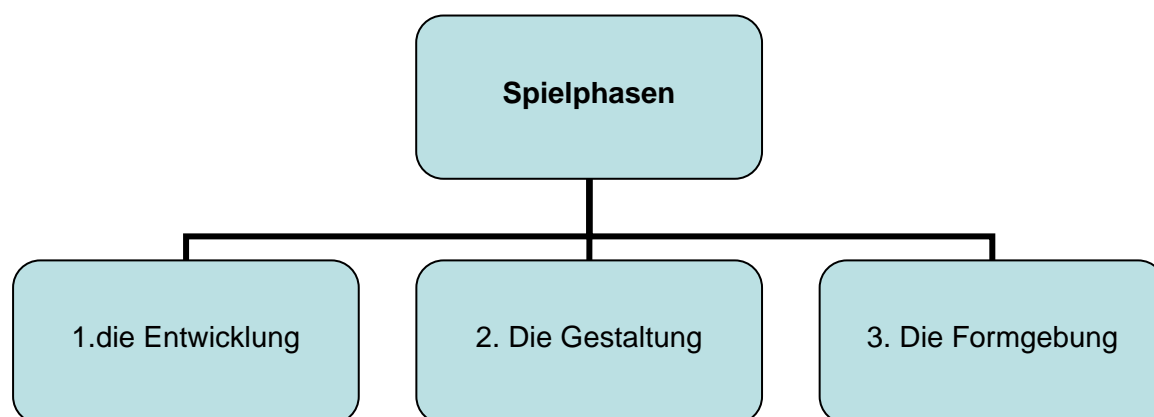 Spielphasen
1.die Entwicklung
2. Die Gestaltung
3. Die Formgebung